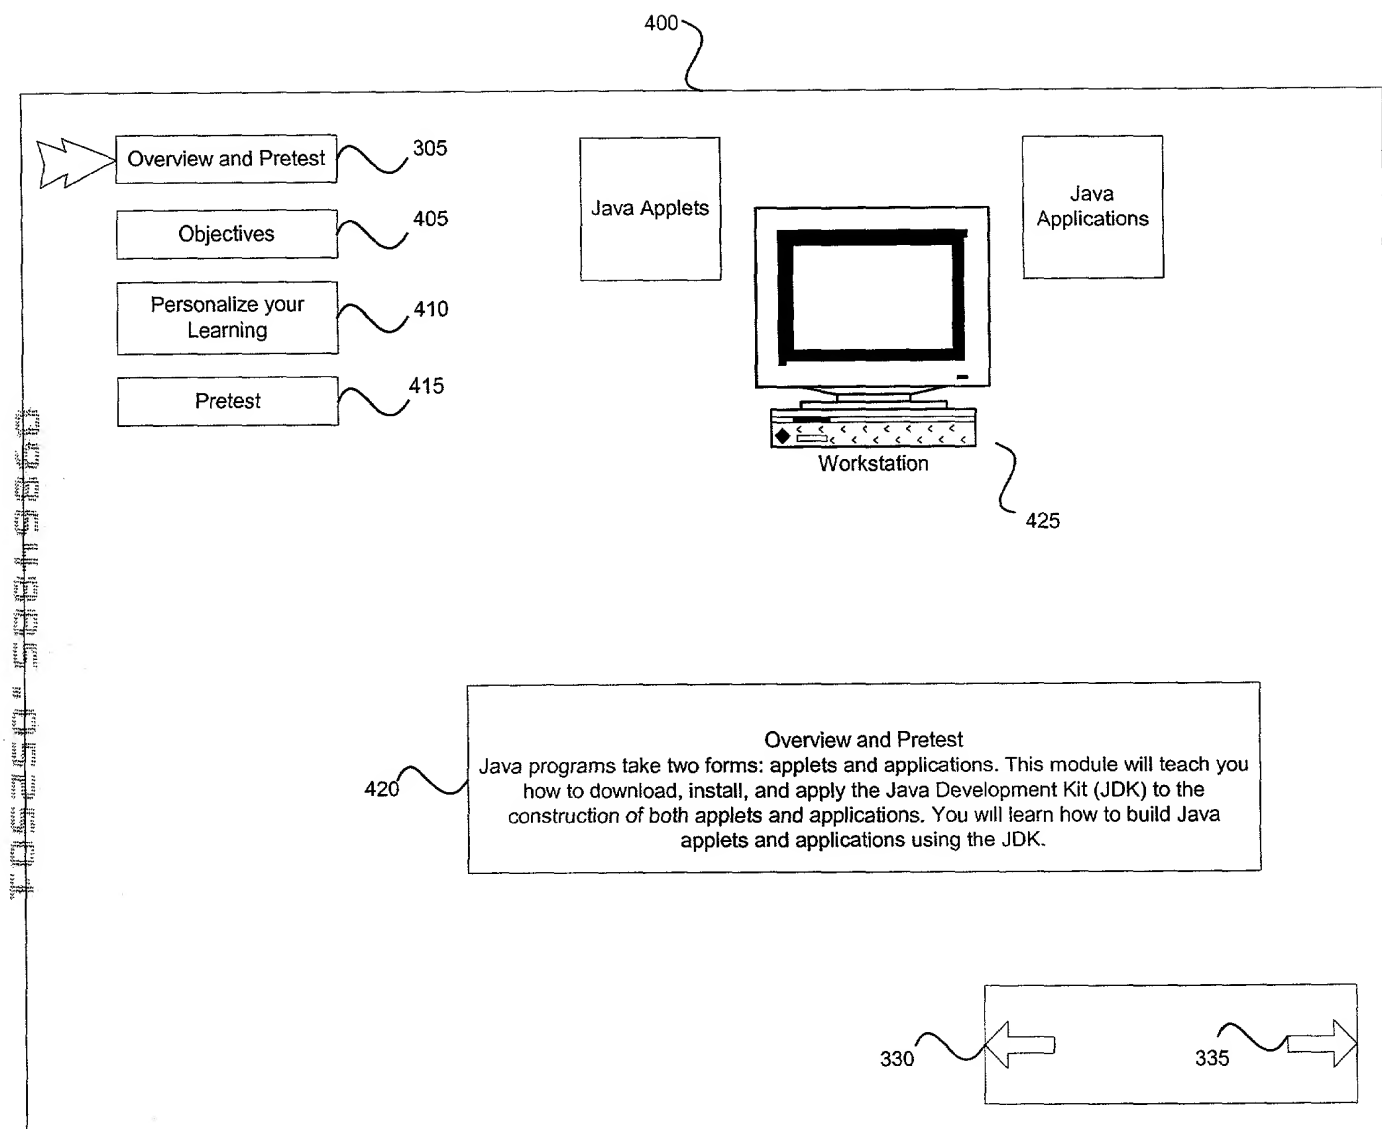 400
Overview and Pretest
305
Java Applets
Java
Applications
Objectives
405
Personalize your
Learning
410
Pretest
415
Workstation
425
Overview and Pretest
Java programs take two forms: applets and applications. This module will teach you
how to download, install, and apply the Java Development Kit (JDK) to the
construction of both applets and applications. You will learn how to build Java
applets and applications using the JDK.
420
330
335